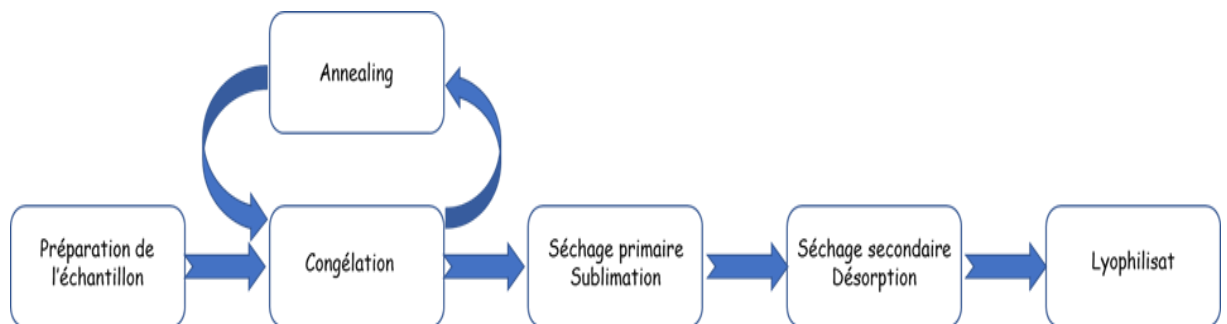 Annealing
Préparation de
l'échantillon
Congélation
Séchage primaire
Sublimation
Séchage secondaire
Désorption
Lyophilisat